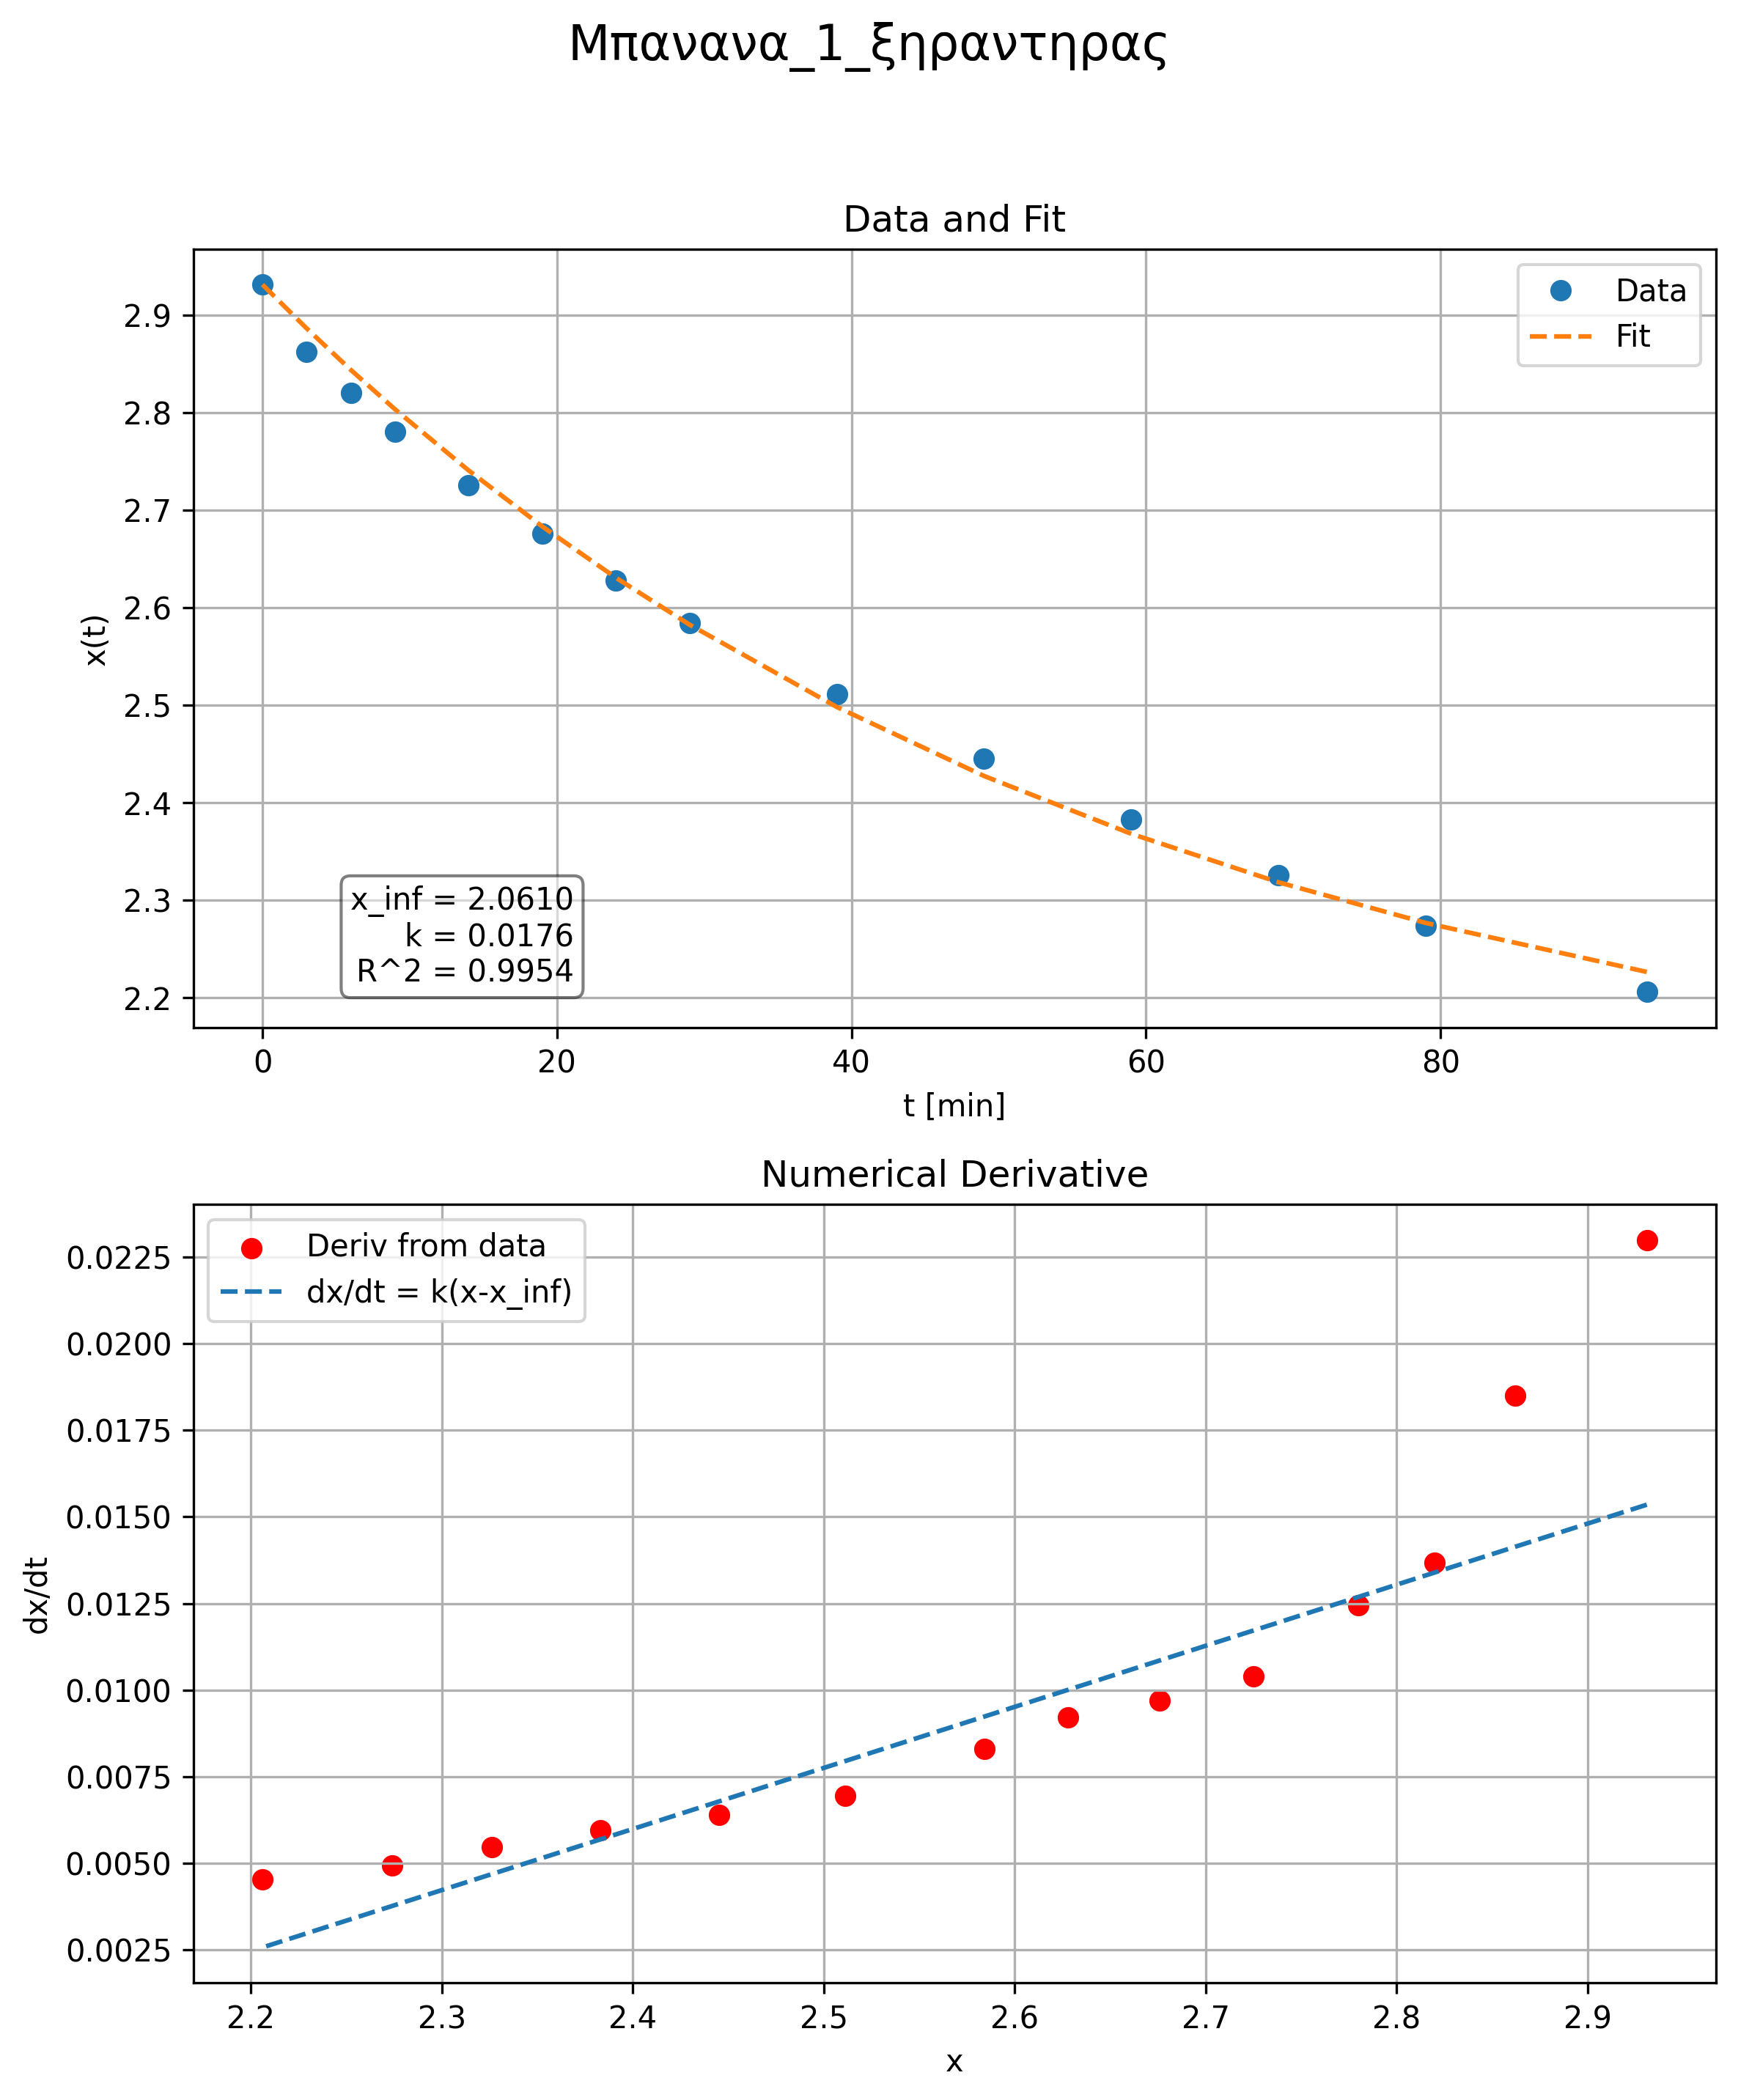 Μπανανα_1_ξηραντηρας
Data and Fit
Data
Fit
2.9
2.8
2.7
2.6
2.5
2.4
2.3
2.2
x(t)
x_inf = 2.0610
k = 0.0176
R^2 = 0.9954
0 20 40 60 80
t [min]
Numerical Derivative
Deriv from data
dx/dt = k(x-x_inf)
0.0225
0.0200
0.0175
0.0150
0.0125
0.0100
0.0075
0.0050
0.0025
dx/dt
2.2 2.3 2.4 2.5 2.6 2.7 2.8 2.9
x